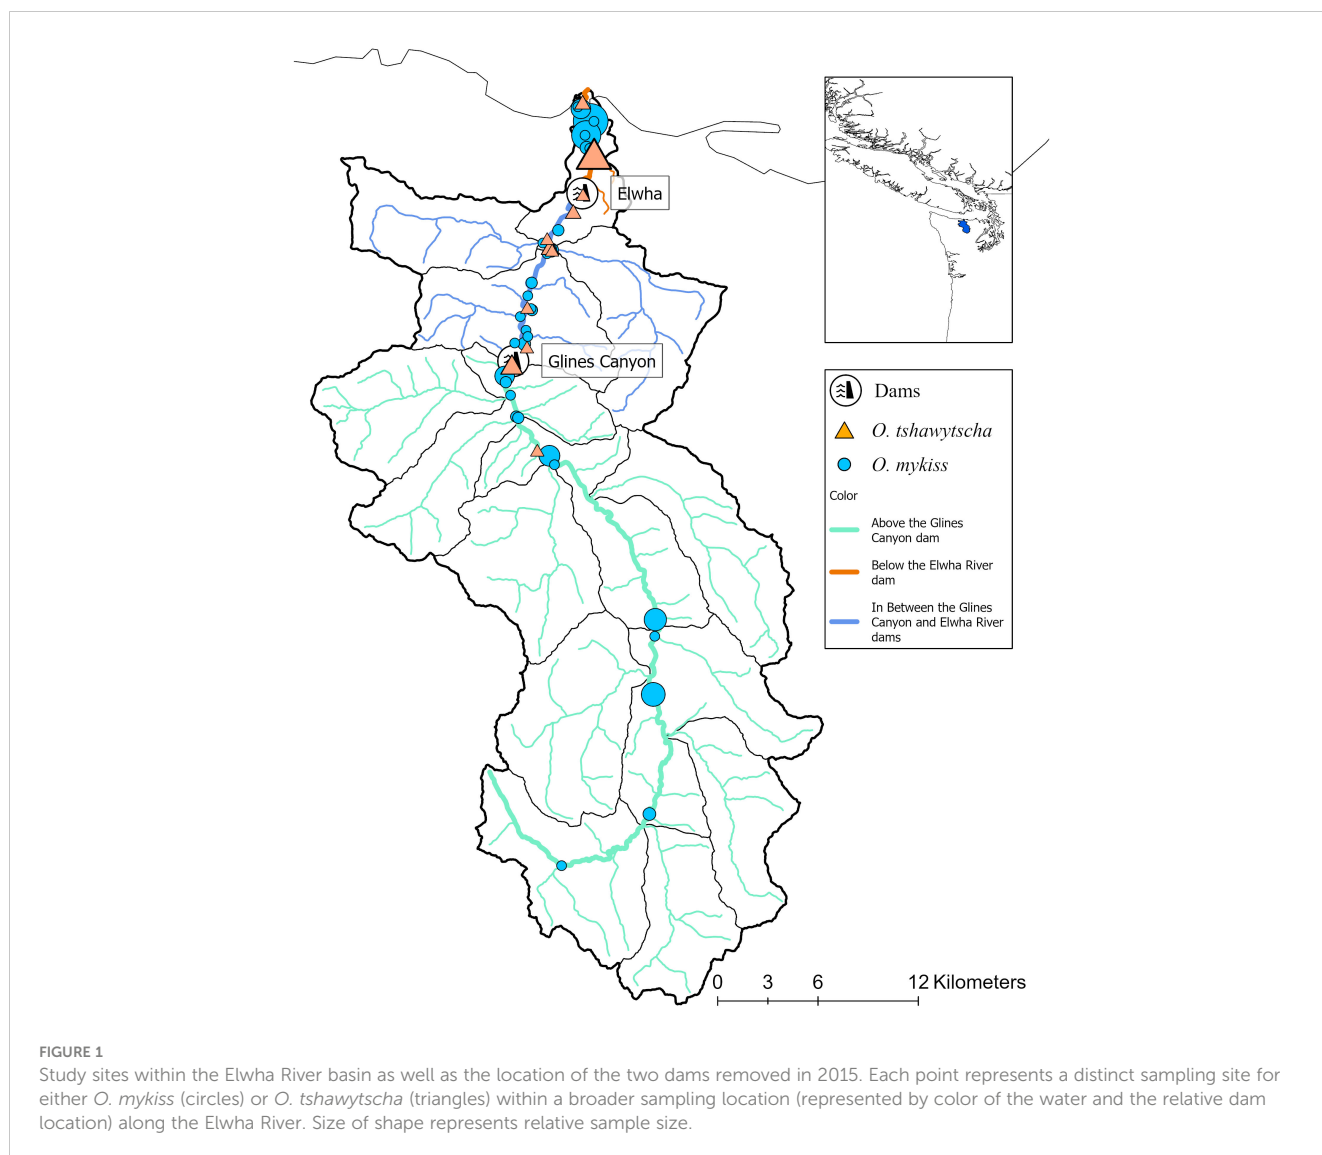 Elwha
Glines Canyon
Dams
O. tshawytscha
O. mykiss
Color
Above the Glines
Canyon dam
Below the Elwha River
dam
In Between the Glines
Canyon and Elwha River
dams
0 3 6 12 Kilometers
FIGURE 1
Study sites within the Elwha River basin as well as the location of the two dams removed in 2015. Each point represents a distinct sampling site for
either O. mykiss (circles) or O. tshawytscha (triangles) within a broader sampling location (represented by color of the water and the relative dam
location) along the Elwha River. Size of shape represents relative sample size.